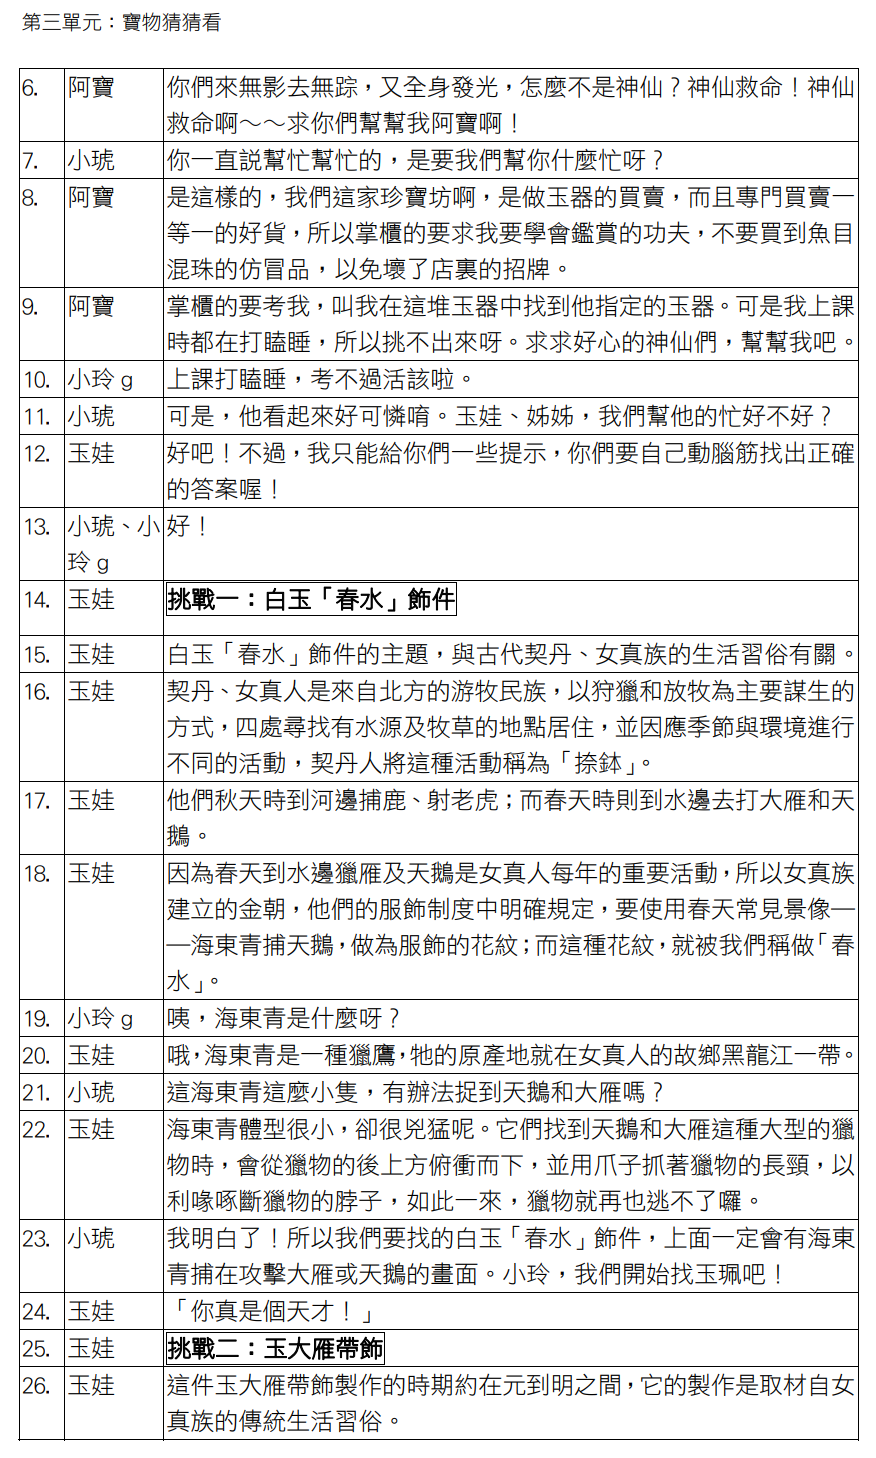 第三單元：寶物猜猜看
6. 阿寶 你們來無影去無踪，又全身發光，怎麼不是神仙？神仙救命！神仙
救命啊～～求你們幫幫我阿寶啊！
7. 小琥 你一直説幫忙幫忙的，是要我們幫你什麼忙呀？
8. 阿寶 是這樣的，我們這家珍寶坊啊，是做玉器的買賣，而且專門買賣一
等一的好貨，所以掌櫃的要求我要學會鑑賞的功夫，不要買到魚目
混珠的仿冒品，以免壞了店裏的招牌。
9. 阿寶 掌櫃的要考我，叫我在這堆玉器中找到他指定的玉器。可是我上課
時都在打瞌睡，所以挑不出來呀。求求好心的神仙們，幫幫我吧。
10. 小玲 g 上課打瞌睡，考不過活該啦。
11. 小琥 可是，他看起來好可憐唷。玉娃、姊姊，我們幫他的忙好不好？
12. 玉娃 好吧！不過，我只能給你們一些提示，你們要自己動腦筋找出正確
的答案喔！
13. 小琥、小 好！
玲 g
14. 玉娃 挑戰一：白玉「春水」飾件
15. 玉娃 白玉「春水」飾件的主題，與古代契丹、女真族的生活習俗有關。
16. 玉娃 契丹、女真人是來自北方的游牧民族，以狩獵和放牧為主要謀生的
方式，四處尋找有水源及牧草的地點居住，並因應季節與環境進行
不同的活動，契丹人將這種活動稱為「捺鉢」。
17. 玉娃 他們秋天時到河邊捕鹿、射老虎；而春天時則到水邊去打大雁和天
鵝。
18. 玉娃 因為春天到水邊獵雁及天鵝是女真人每年的重要活動，所以女真族
建立的金朝，他們的服飾制度中明確規定，要使用春天常見景像—
—海東青捕天鵝，做為服飾的花紋；而這種花紋，就被我們稱做「春
水」。
19. 小玲 g 咦，海東青是什麼呀？
20. 玉娃 哦，海東青是一種獵鷹，牠的原產地就在女真人的故鄉黑龍江一帶。
21. 小琥 這海東青這麼小隻，有辦法捉到天鵝和大雁嗎？
22. 玉娃 海東青體型很小，卻很兇猛呢。它們找到天鵝和大雁這種大型的獵
物時，會從獵物的後上方俯衝而下，並用爪子抓著獵物的長頸，以
利喙啄斷獵物的脖子，如此一來，獵物就再也逃不了囉。
23. 小琥 我明白了！所以我們要找的白玉「春水」飾件，上面一定會有海東
青捕在攻擊大雁或天鵝的畫面。小玲，我們開始找玉珮吧！
24. 玉娃 「你真是個天才！」
25. 玉娃 挑戰二：玉大雁帶飾
26. 玉娃 這件玉大雁帶飾製作的時期約在元到明之間，它的製作是取材自女
真族的傳統生活習俗。